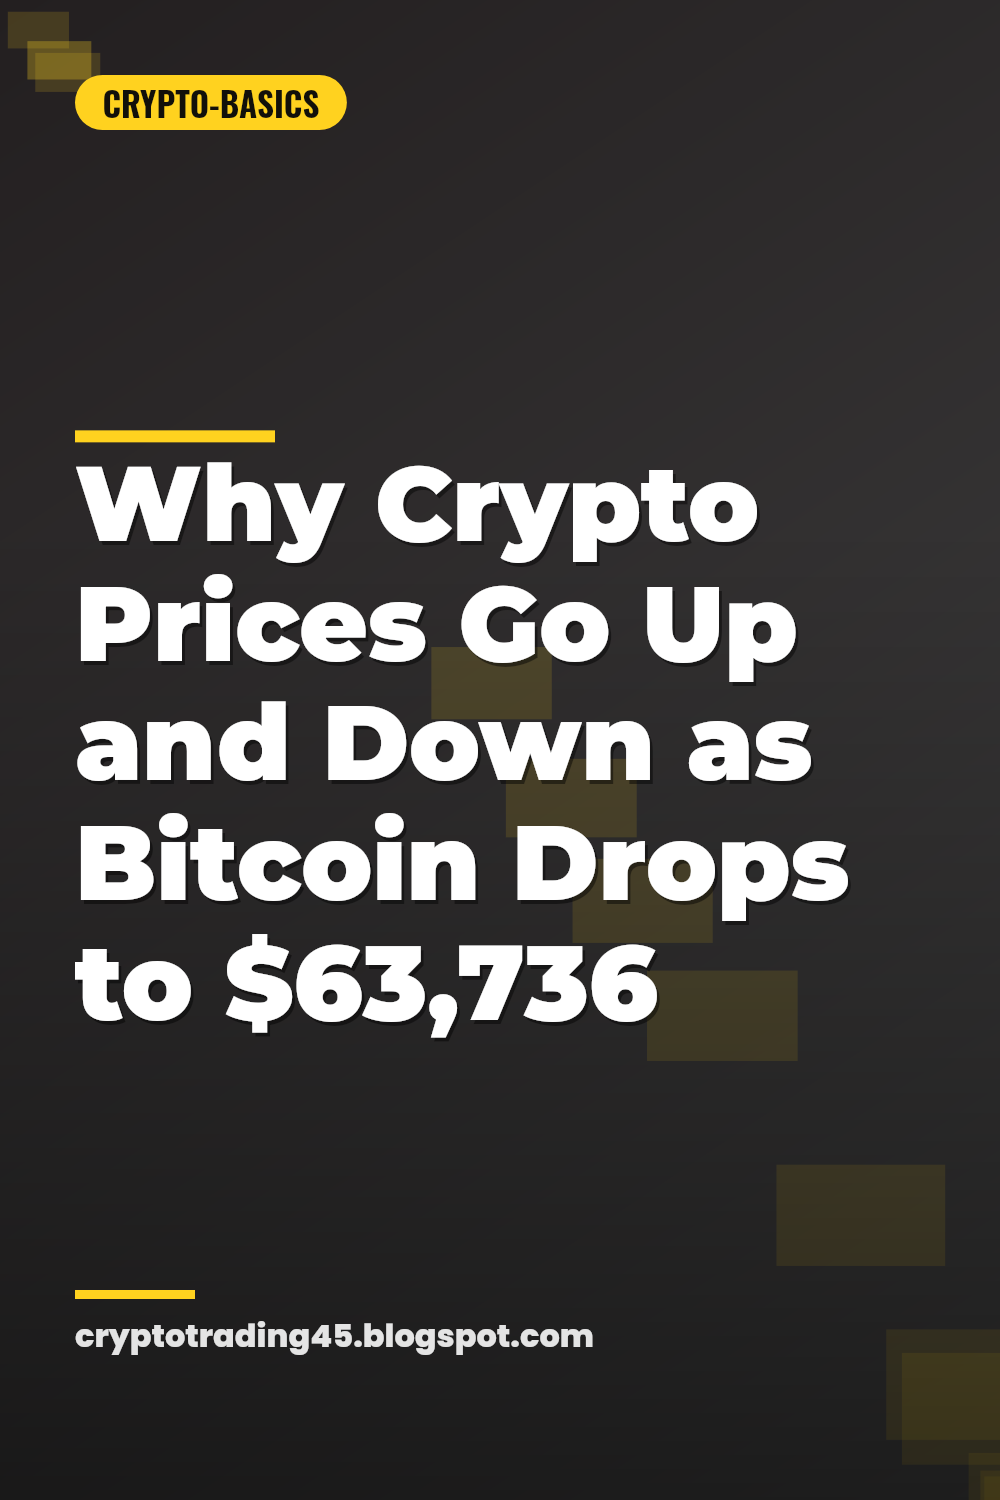 CRYPTO-BASICS
Why Crypto
Prices Go Up
and Down as
Bitcoin Drops
to $63,736
cryptotrading45.blogspot.com